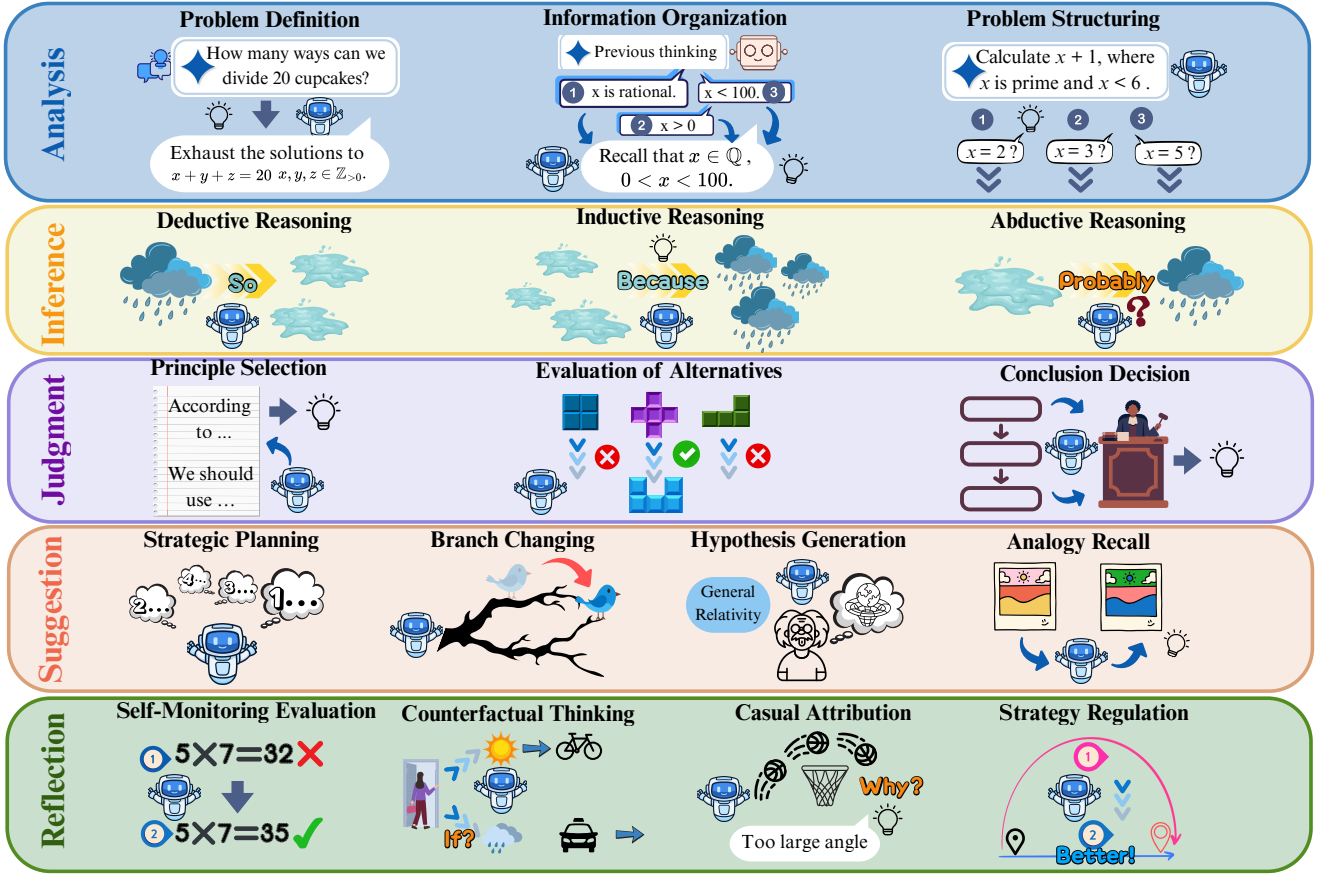 Analysis
Problem Definition
How many ways can we
divide 20 cupcakes?
Exhaust the solutions to
x + y + z = 20 x, y, z ∈ ℤ>0.
Information Organization
Previous thinking
1 x is rational.
x < 100. 3
2 x > 0
Recall that x ∈ ℚ ,
0 < x < 100.
Problem Structuring
Calculate x + 1, where
x is prime and x < 6 .
1 2 3
x = 2 ? x = 3 ? x = 5 ?
Inference
Deductive Reasoning
So
Inductive Reasoning
Because
Abductive Reasoning
Probably
?
Judgment
Principle Selection
According
to ...
We should
use ...
Evaluation of Alternatives
Conclusion Decision
Suggestion
Strategic Planning
2...
4...
3...
1...
Branch Changing
Hypothesis Generation
General
Relativity
Analogy Recall
Reflection
Self-Monitoring Evaluation
1 5×7=32
2 5×7=35
Counterfactual Thinking
If?
Casual Attribution
Why?
Too large angle
Strategy Regulation
1
2
Better!